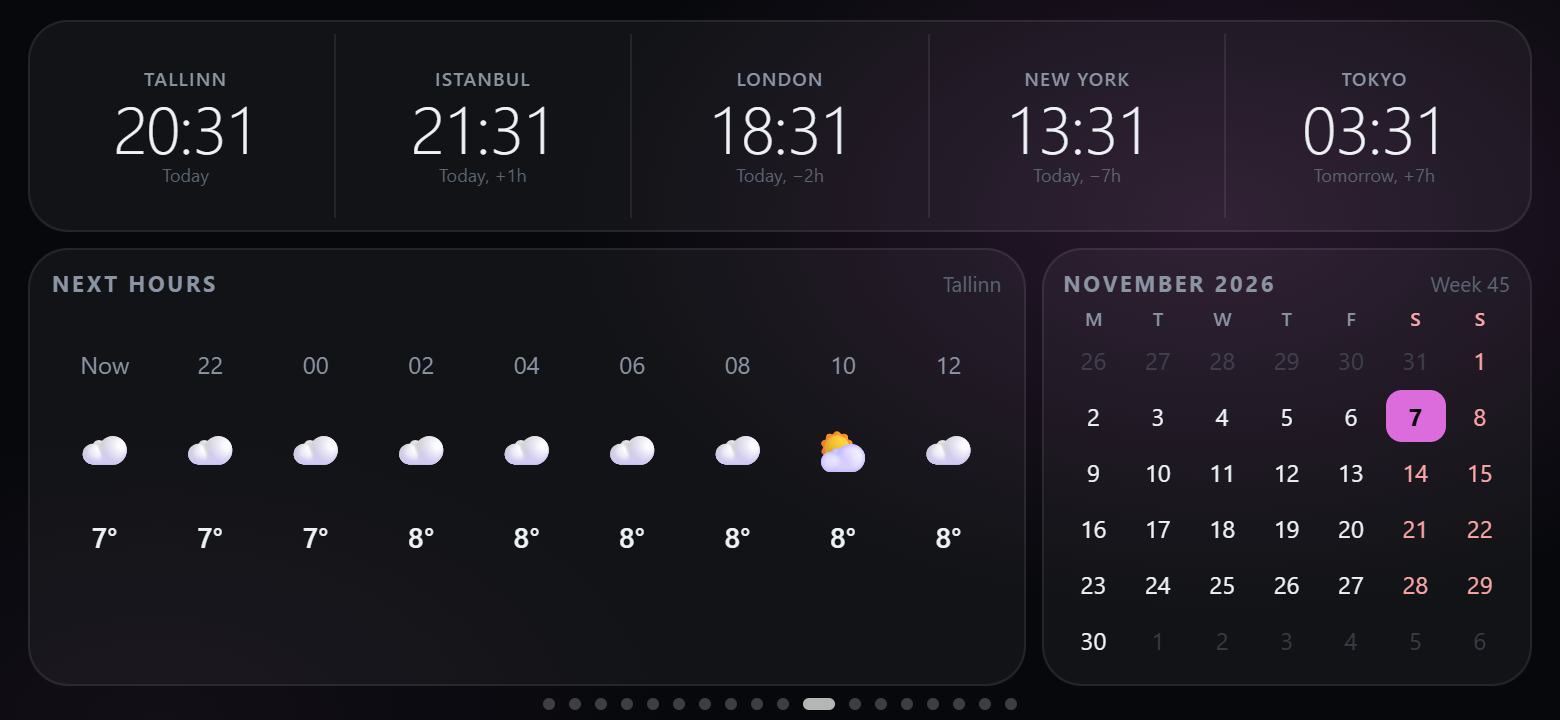 TALLINN
20:31
Today
ISTANBUL
21:31
Today, +1h
LONDON
18:31
Today, −2h
NEW YORK
13:31
Today, −7h
TOKYO
03:31
Tomorrow, +7h
NEXT HOURS Tallinn
Now 22 00 02 04 06 08 10 12
7° 7° 7° 8° 8° 8° 8° 8° 8°
NOVEMBER 2026 Week 45
M T W T F S S
26 27 28 29 30 31 1
2 3 4 5 6 7 8
9 10 11 12 13 14 15
16 17 18 19 20 21 22
23 24 25 26 27 28 29
30 1 2 3 4 5 6